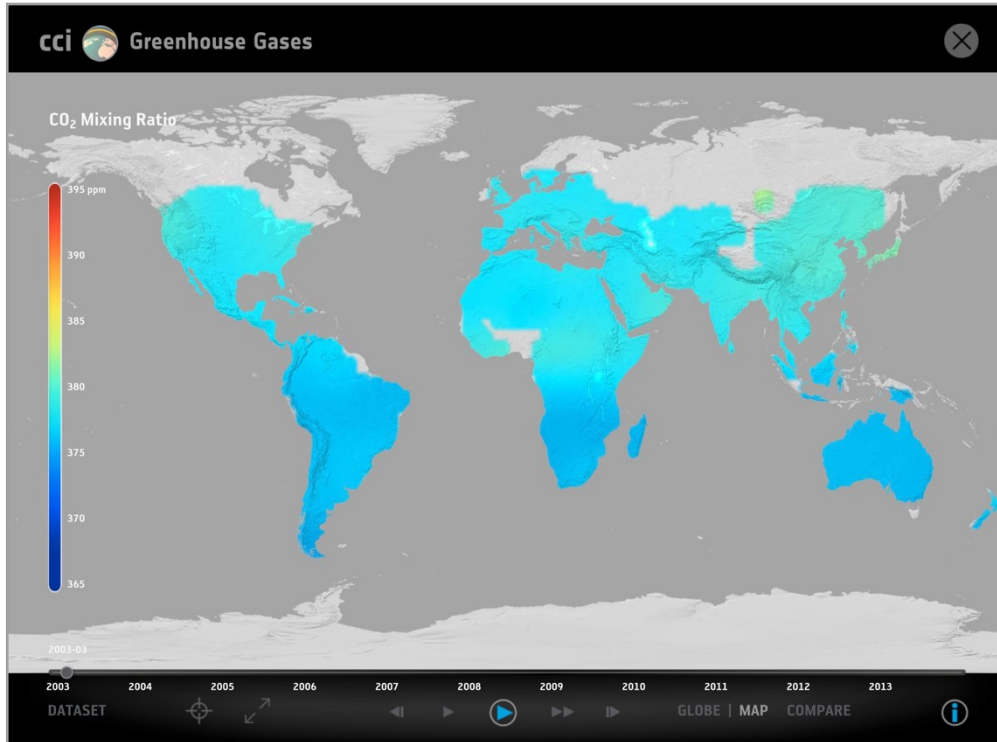 cci Greenhouse Gases
CO₂ Mixing Ratio
395 ppm
390
385
380
375
370
365
2003-03
2003 2004 2005 2006 2007 2008 2009 2010 2011 2012 2013
DATASET GLOBE | MAP COMPARE